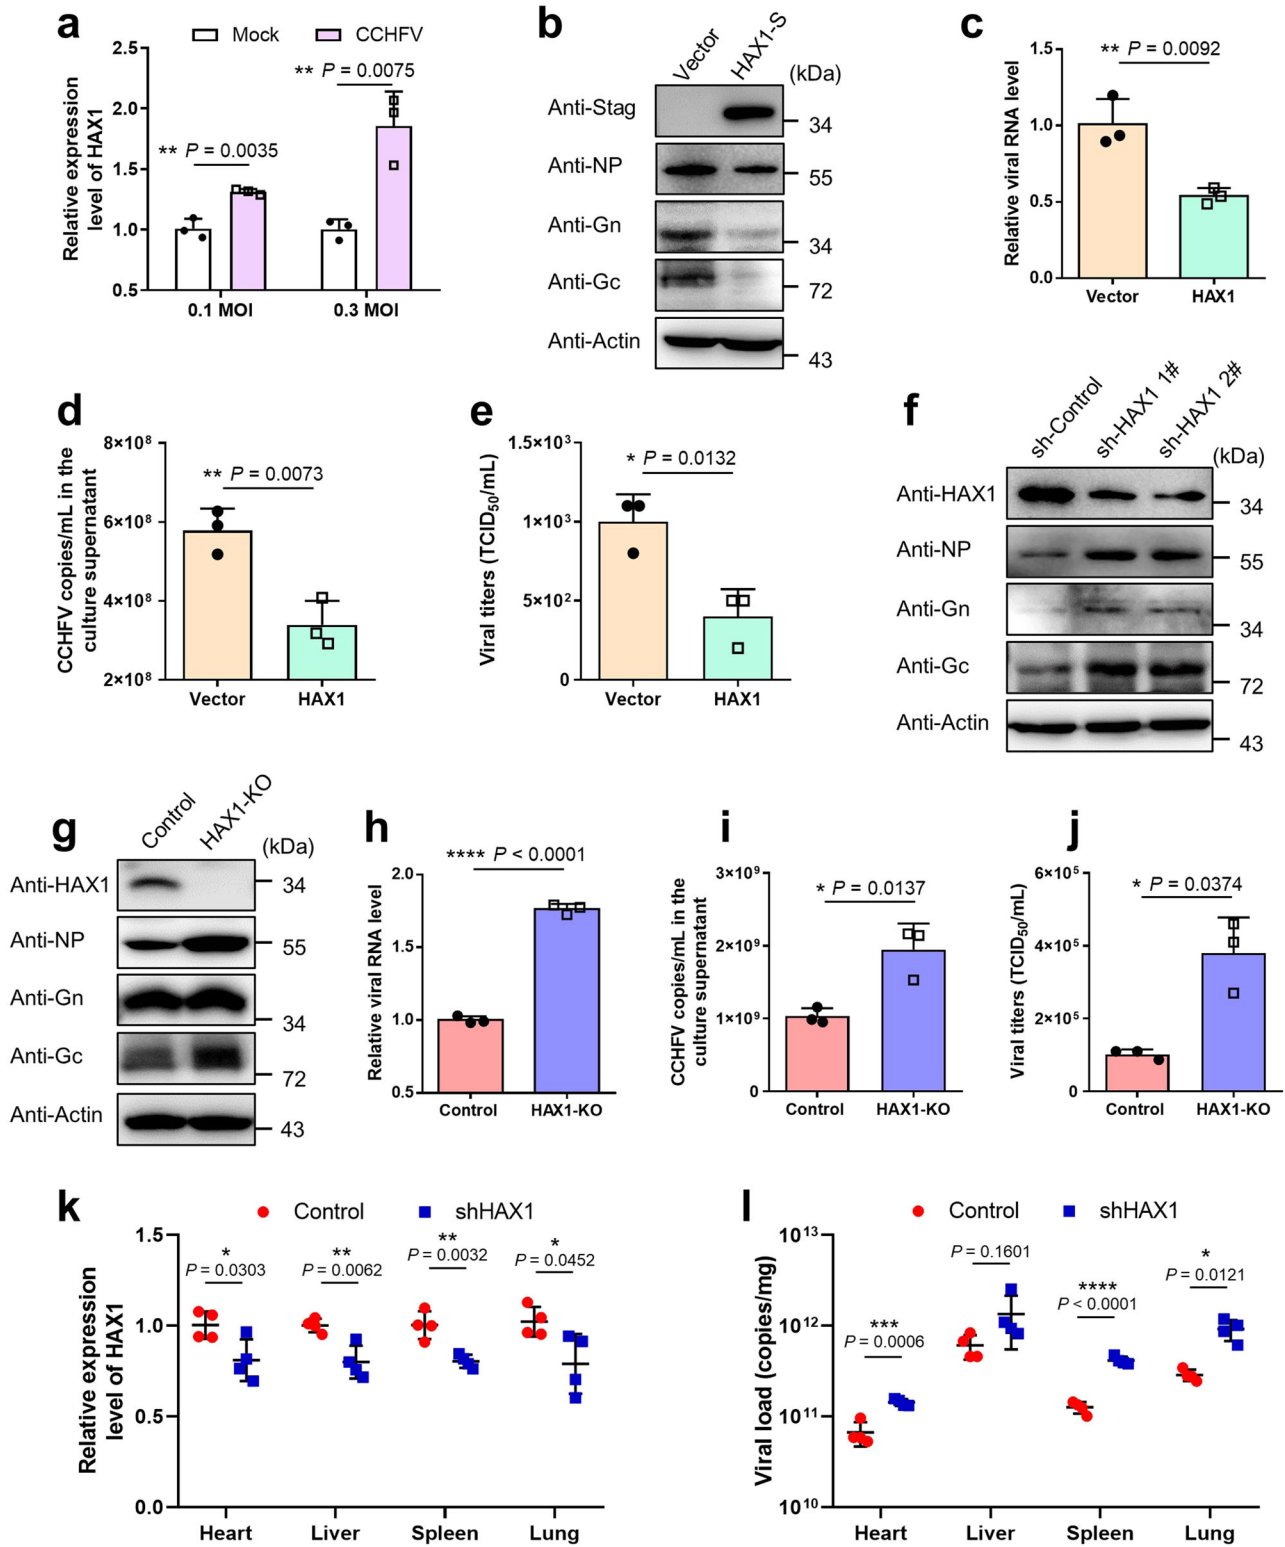 a
Mock
CCHFV
Relative expression
level of HAX1
2.5
2.0
1.5
1.0
0.5
** P = 0.0035
** P = 0.0075
0.1 MOI
0.3 MOI
b
Vector
HAX1-S
(kDa)
Anti-Stag
34
Anti-NP
55
Anti-Gn
34
Anti-Gc
72
Anti-Actin
43
c
Relative viral RNA level
1.5
1.0
0.5
0.0
** P = 0.0092
Vector
HAX1
d
CCHFV copies/mL in the
culture supernatant
8×10⁸
6×10⁸
4×10⁸
2×10⁸
** P = 0.0073
Vector
HAX1
e
Viral titers (TCID₅₀/mL)
1.5×10³
1×10³
5×10²
0
* P = 0.0132
Vector
HAX1
f
sh-Control
sh-HAX1 1#
sh-HAX1 2#
(kDa)
Anti-HAX1
34
Anti-NP
55
Anti-Gn
34
Anti-Gc
72
Anti-Actin
43
g
Control
HAX1-KO
(kDa)
Anti-HAX1
34
Anti-NP
55
Anti-Gn
34
Anti-Gc
72
Anti-Actin
43
h
Relative viral RNA level
2.0
1.5
1.0
0.5
**** P < 0.0001
Control
HAX1-KO
i
CCHFV copies/mL in the
culture supernatant
3×10⁹
2×10⁹
1×10⁹
0
* P = 0.0137
Control
HAX1-KO
j
Viral titers (TCID₅₀/mL)
6×10⁵
4×10⁵
2×10⁵
0
* P = 0.0374
Control
HAX1-KO
k
Control
shHAX1
Relative expression
level of HAX1
1.5
1.0
0.5
0.0
*
P = 0.0303
**
P = 0.0062
**
P = 0.0032
*
P = 0.0452
Heart
Liver
Spleen
Lung
l
Control
shHAX1
Viral load (copies/mg)
10¹³
10¹²
10¹¹
10¹⁰
***
P = 0.0006
P = 0.1601
****
P < 0.0001
*
P = 0.0121
Heart
Liver
Spleen
Lung